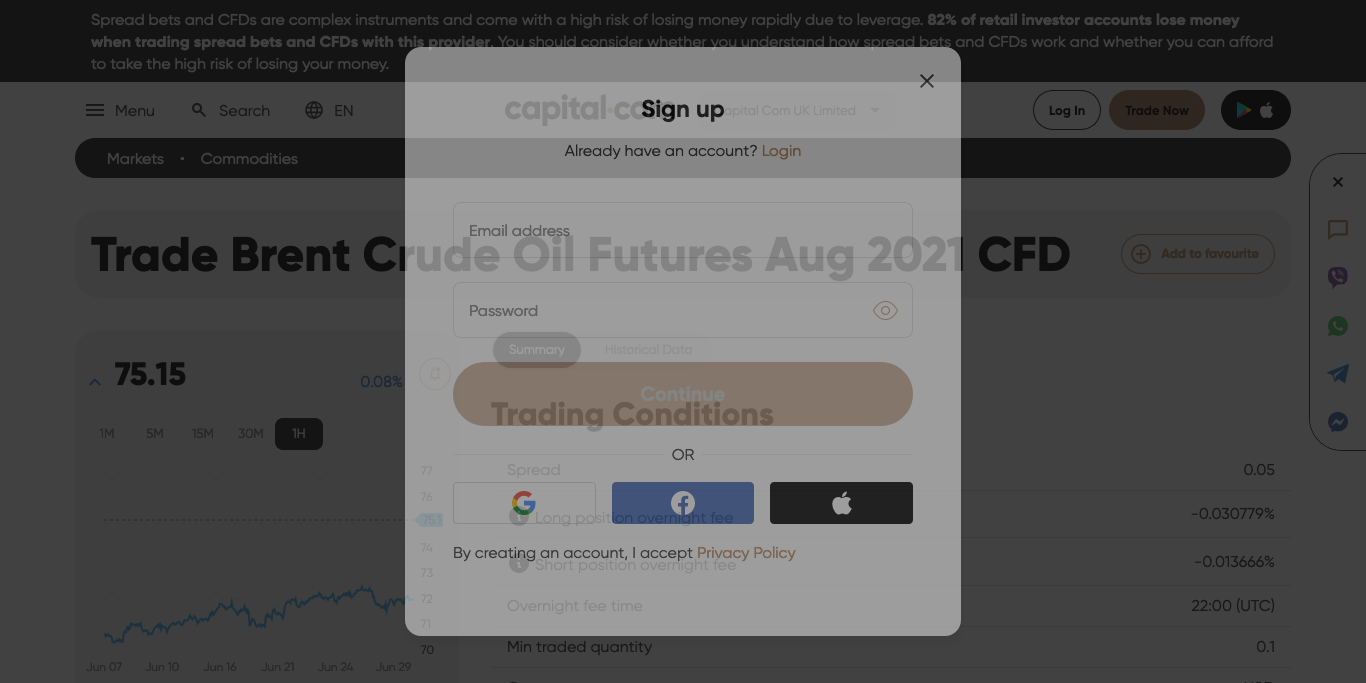 Spread bets and CFDs are complex instruments and come with a high risk of losing money rapidly due to leverage. 82% of retail investor accounts lose money
when trading spread bets and CFDs with this provider. You should consider whether you understand how spread bets and CFDs work and whether you can afford
to take the high risk of losing your money.
Menu
Search
EN
capital.com
Capital Com UK Limited
Log In
Trade Now
Markets • Commodities
Trade Brent Crude Oil Futures Aug 2021 CFD
Add to favourite
75.15
0.08%
1M 5M 15M 30M 1H
77
76
75.1
74
73
72
71
70
Jun 07 Jun 10 Jun 16 Jun 21 Jun 24 Jun 29
Summary
Historical Data
Trading Conditions
Spread 0.05
Long position overnight fee -0.030779%
Short position overnight fee -0.013666%
Overnight fee time 22:00 (UTC)
Min traded quantity 0.1
Sign up
Already have an account? Login
Email address
Password
Continue
OR
By creating an account, I accept Privacy Policy